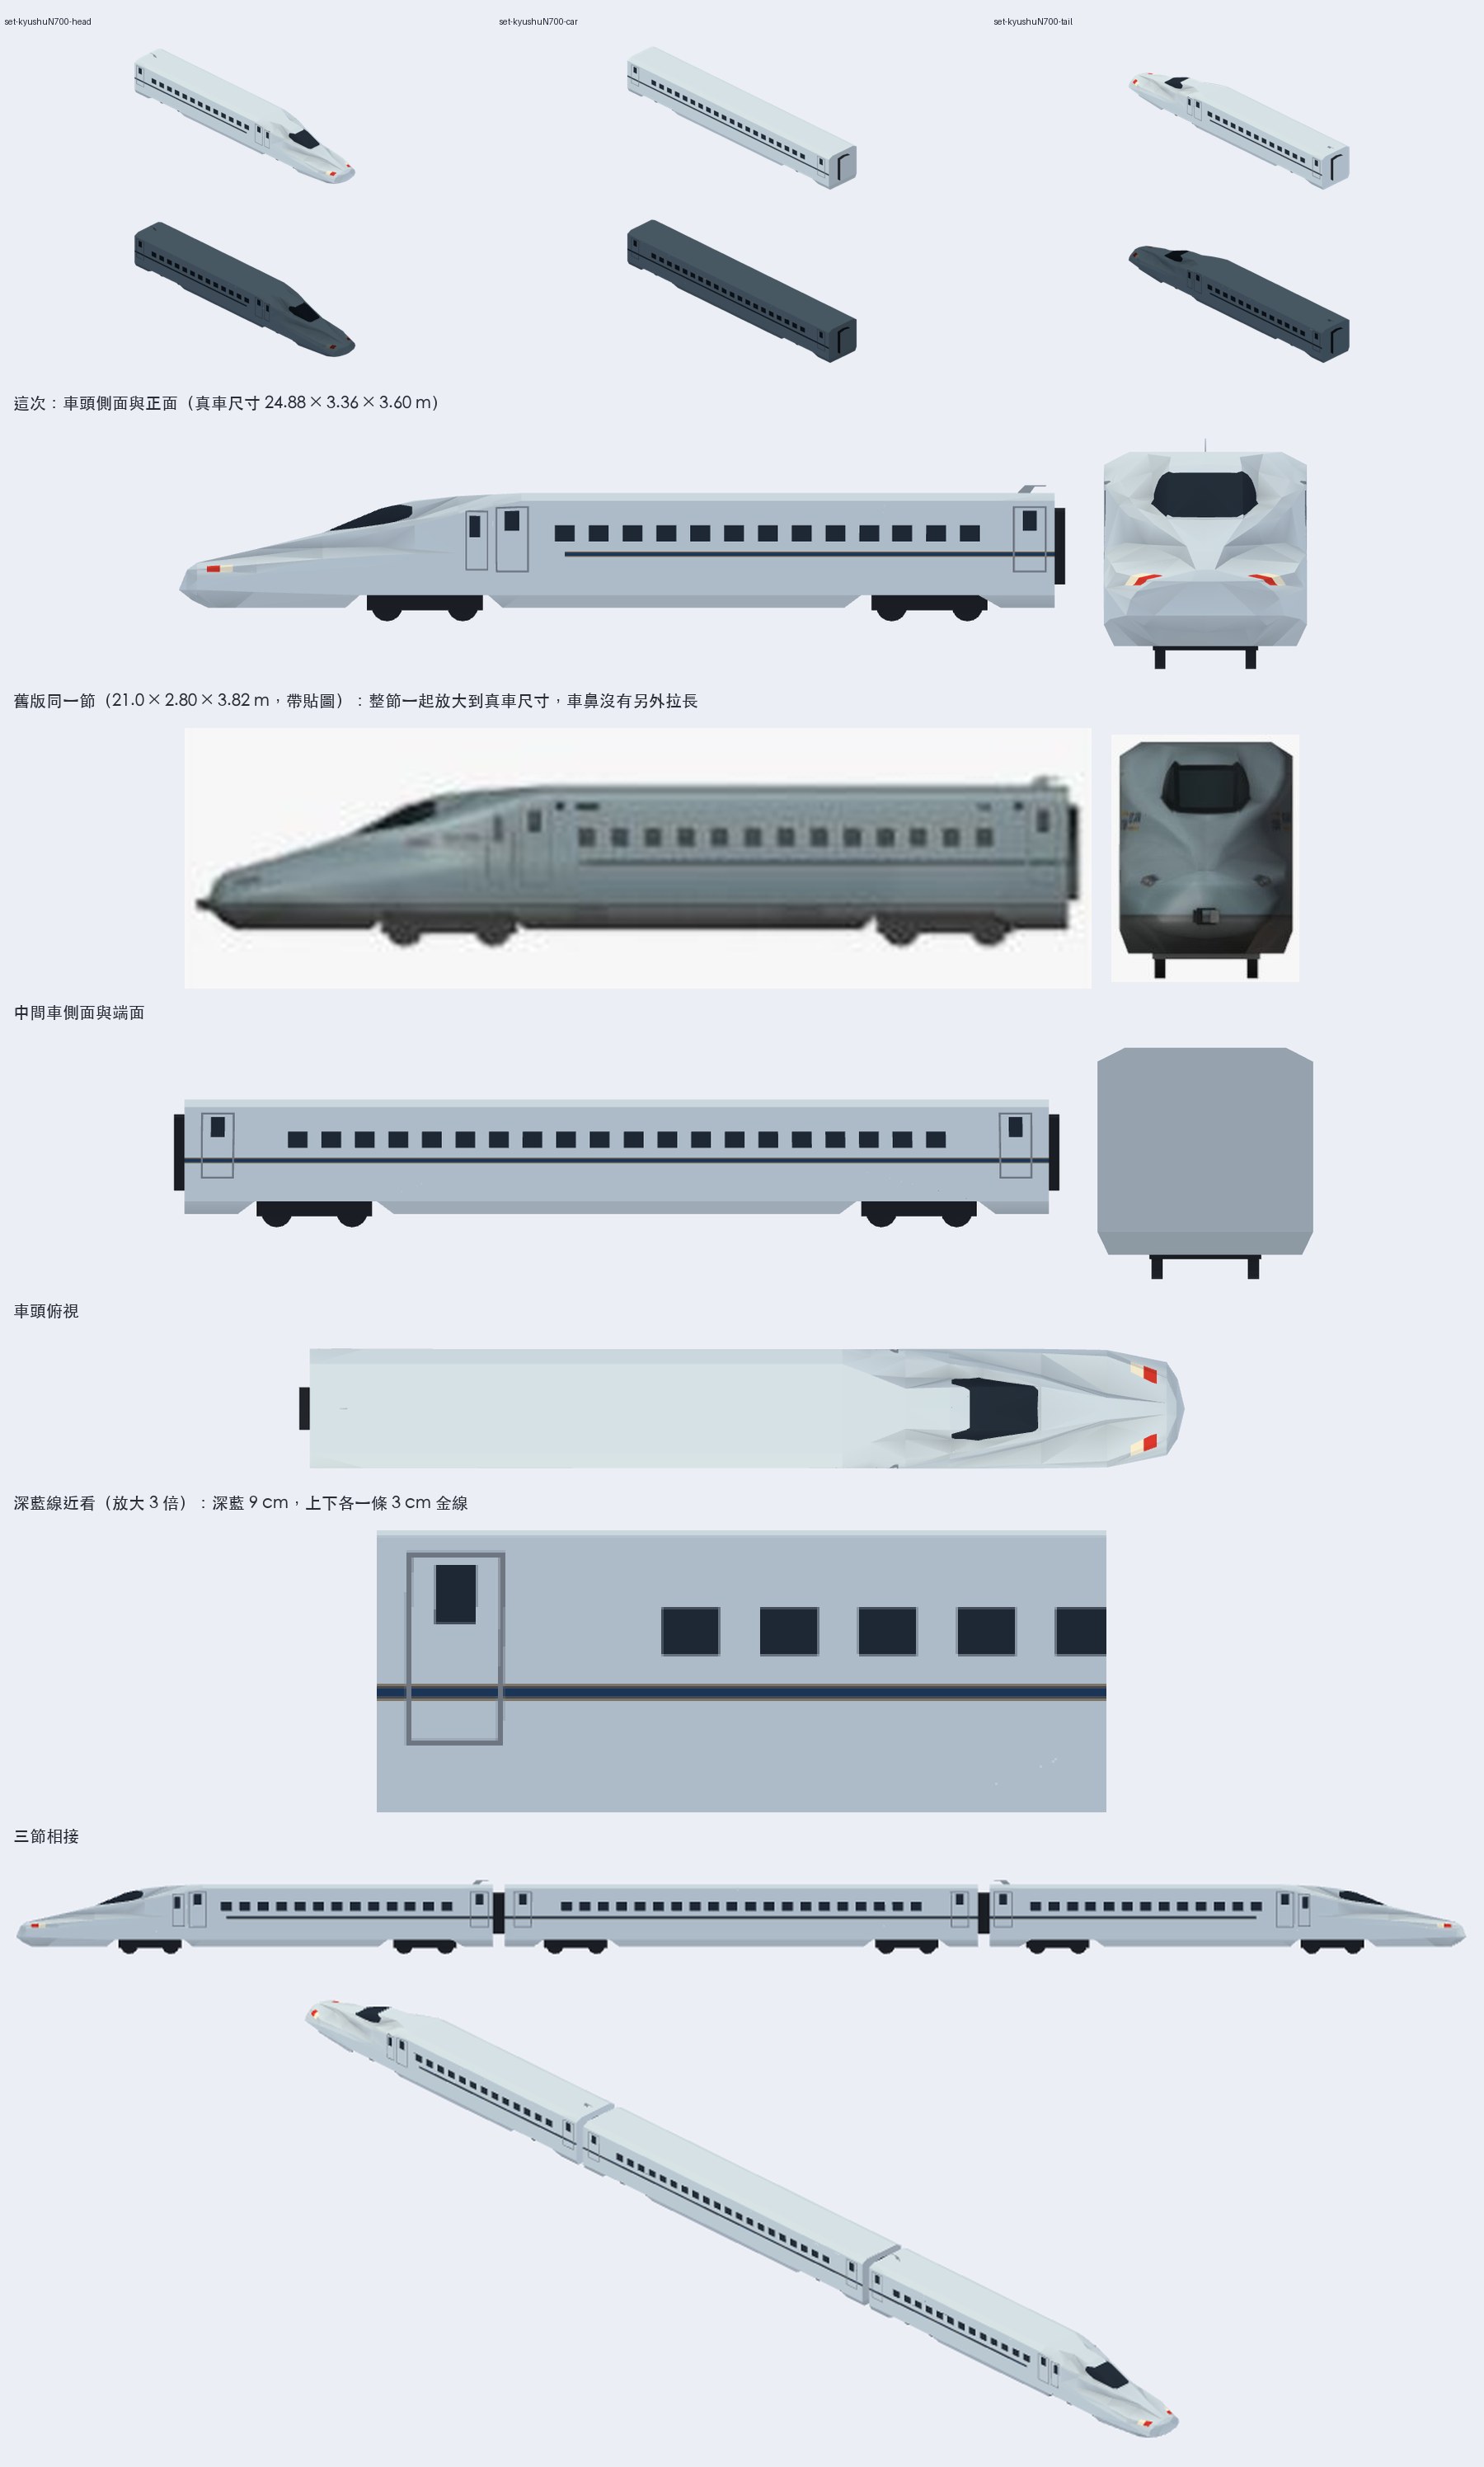 set-kyushuN700-head
set-kyushuN700-car
set-kyushuN700-tail
這次：車頭側面與正面（真車尺寸 24.88 × 3.36 × 3.60 m）
舊版同一節（21.0 × 2.80 × 3.82 m，帶貼圖）：整節一起放大到真車尺寸，車鼻沒有另外拉長
中間車側面與端面
車頭俯視
深藍線近看（放大 3 倍）：深藍 9 cm，上下各一條 3 cm 金線
三節相接